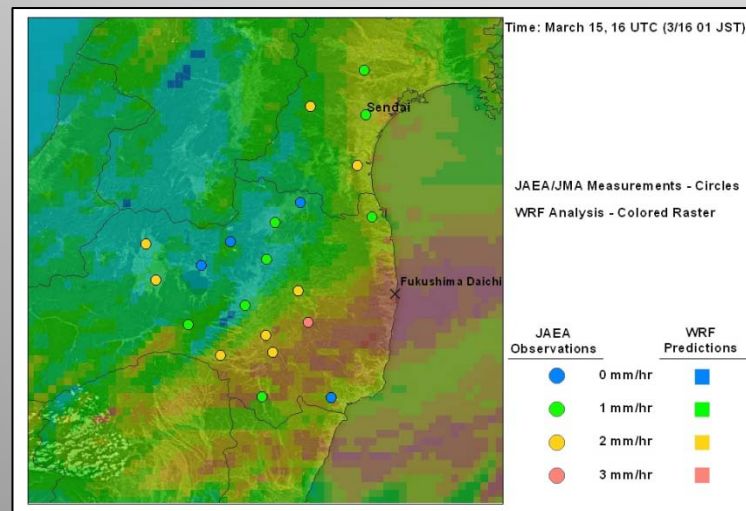 Time: March 15, 16 UTC (3/16 01 JST)
Sendai
JAEA/JMA Measurements - Circles
WRF Analysis - Colored Raster
Fukushima Daichi
JAEA WRF
Observations Predictions
0 mm/hr
1 mm/hr
2 mm/hr
3 mm/hr